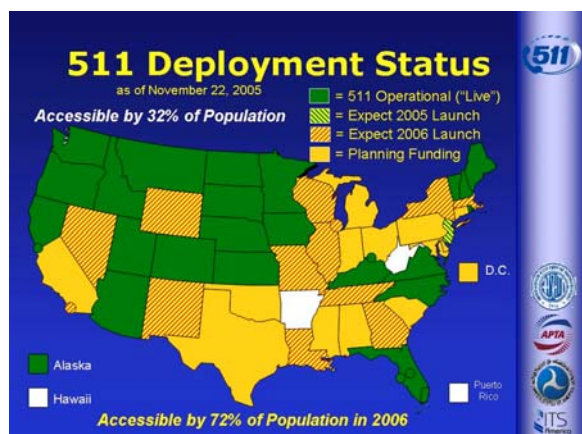 511 Deployment Status
as of November 22, 2005
Accessible by 32% of Population
= 511 Operational ("Live")
= Expect 2005 Launch
= Expect 2006 Launch
= Planning Funding
D.C.
Alaska
Hawaii
Puerto
Rico
Accessible by 72% of Population in 2006
511
APTA
ITS
America